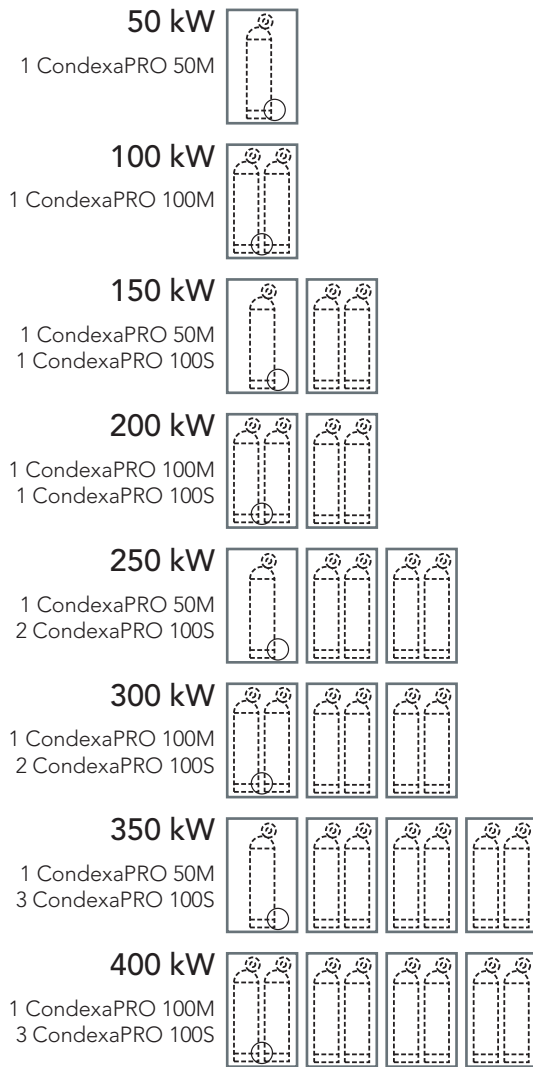 50 kW
1 CondexaPRO 50M
100 kW
1 CondexaPRO 100M
150 kW
1 CondexaPRO 50M
1 CondexaPRO 100S
200 kW
1 CondexaPRO 100M
1 CondexaPRO 100S
250 kW
1 CondexaPRO 50M
2 CondexaPRO 100S
300 kW
1 CondexaPRO 100M
2 CondexaPRO 100S
350 kW
1 CondexaPRO 50M
3 CondexaPRO 100S
400 kW
1 CondexaPRO 100M
3 CondexaPRO 100S